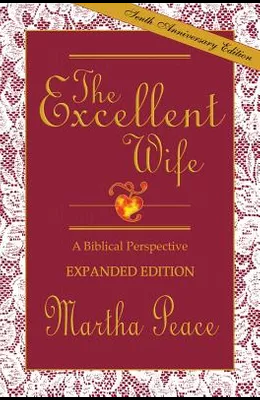 Tenth Anniversary Edition
The
Excellent
Wife
A Biblical Perspective
EXPANDED EDITION
Martha Peace